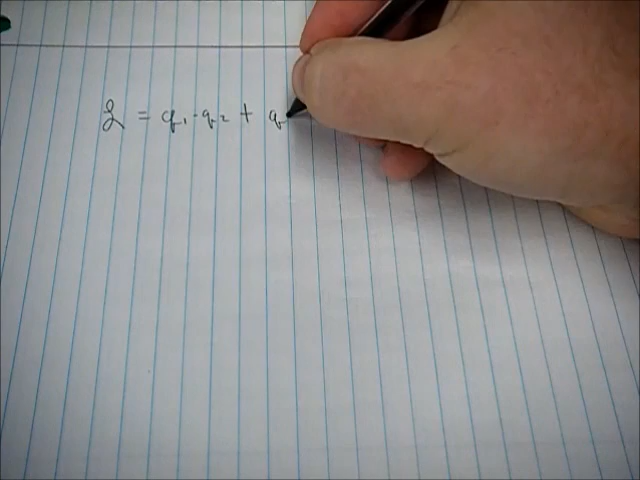 ℒ = q₁ · q₂ + q